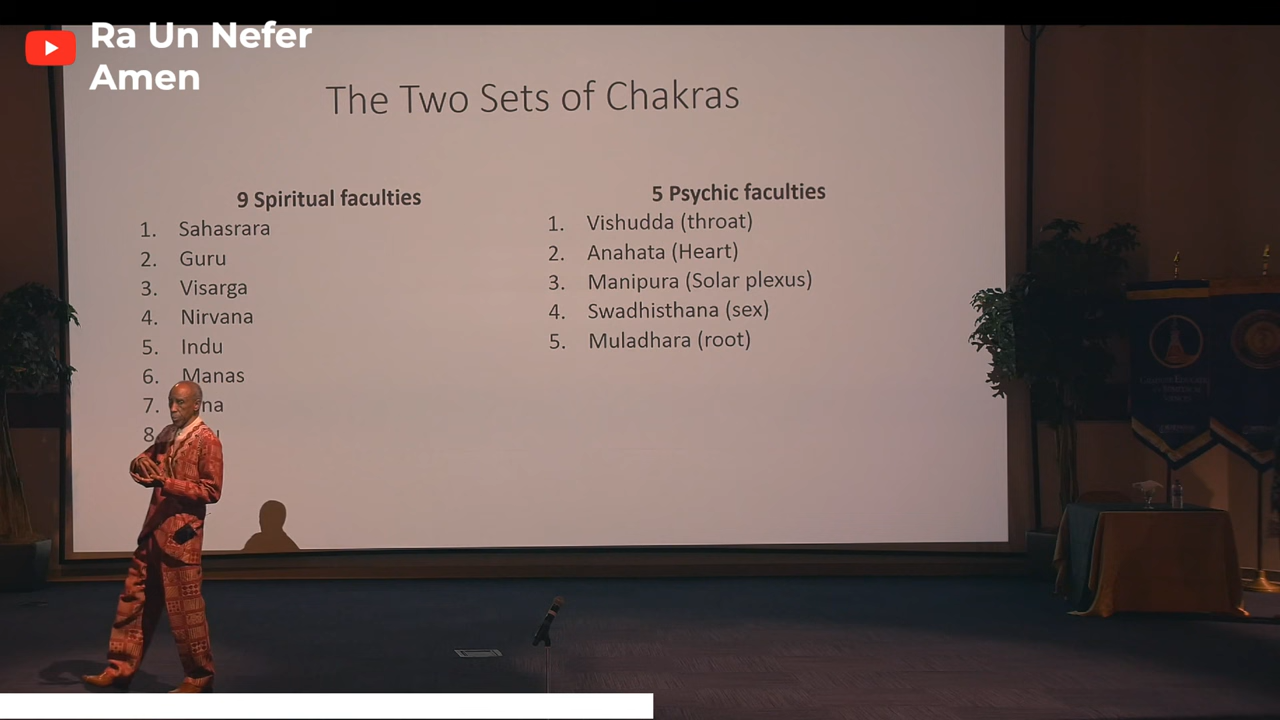 Ra Un Nefer
Amen
The Two Sets of Chakras
9 Spiritual faculties
1. Sahasrara
2. Guru
3. Visarga
4. Nirvana
5. Indu
6. Manas
7.
8.
5 Psychic faculties
1. Vishudda (throat)
2. Anahata (Heart)
3. Manipura (Solar plexus)
4. Swadhisthana (sex)
5. Muladhara (root)